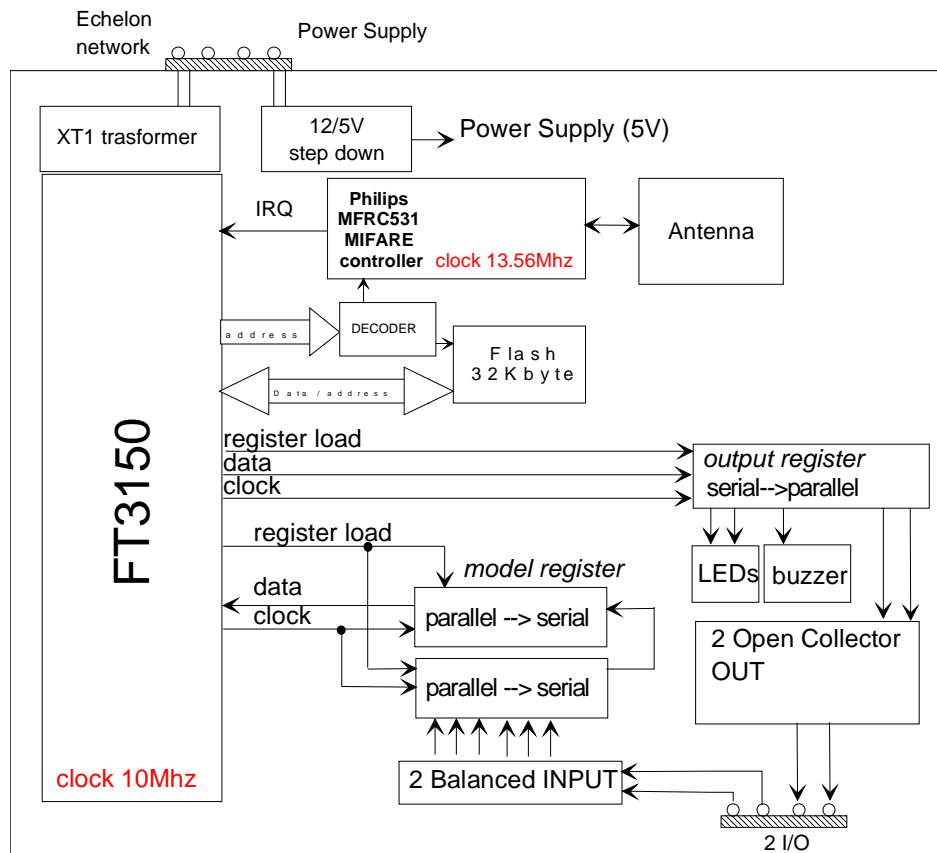 Echelon
network
Power Supply
XT1 trasformer
12/5V
step down
Power Supply (5V)
IRQ
Philips
MFRC531
MIFARE
controller
clock 13.56Mhz
Antenna
address
DECODER
Flash
32Kbyte
Data/address
FT3150
register load
data
clock
output register
serial-->parallel
register load
model register
LEDs
buzzer
data
clock
parallel --> serial
parallel --> serial
2 Open Collector
OUT
clock 10Mhz
2 Balanced INPUT
2 I/O